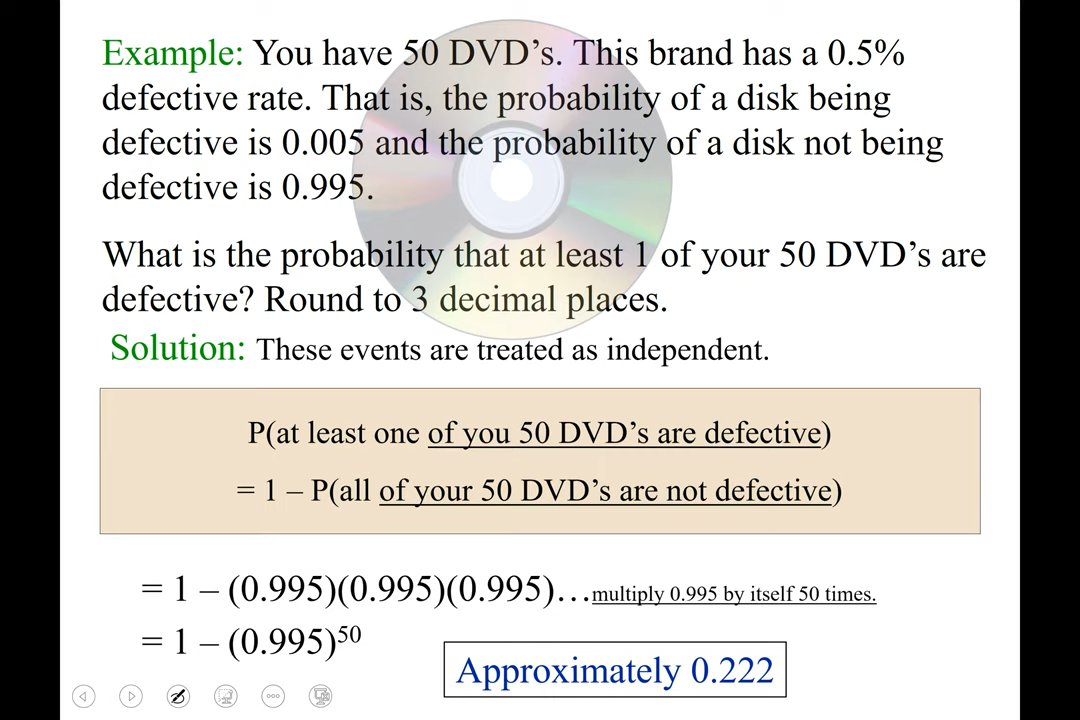 Example: You have 50 DVD’s. This brand has a 0.5%
defective rate. That is, the probability of a disk being
defective is 0.005 and the probability of a disk not being
defective is 0.995.
What is the probability that at least 1 of your 50 DVD’s are
defective? Round to 3 decimal places.
Solution: These events are treated as independent.
P(at least one of you 50 DVD’s are defective)
= 1 – P(all of your 50 DVD’s are not defective)
= 1 – (0.995)(0.995)(0.995)…multiply 0.995 by itself 50 times.
= 1 – (0.995)⁵⁰
Approximately 0.222